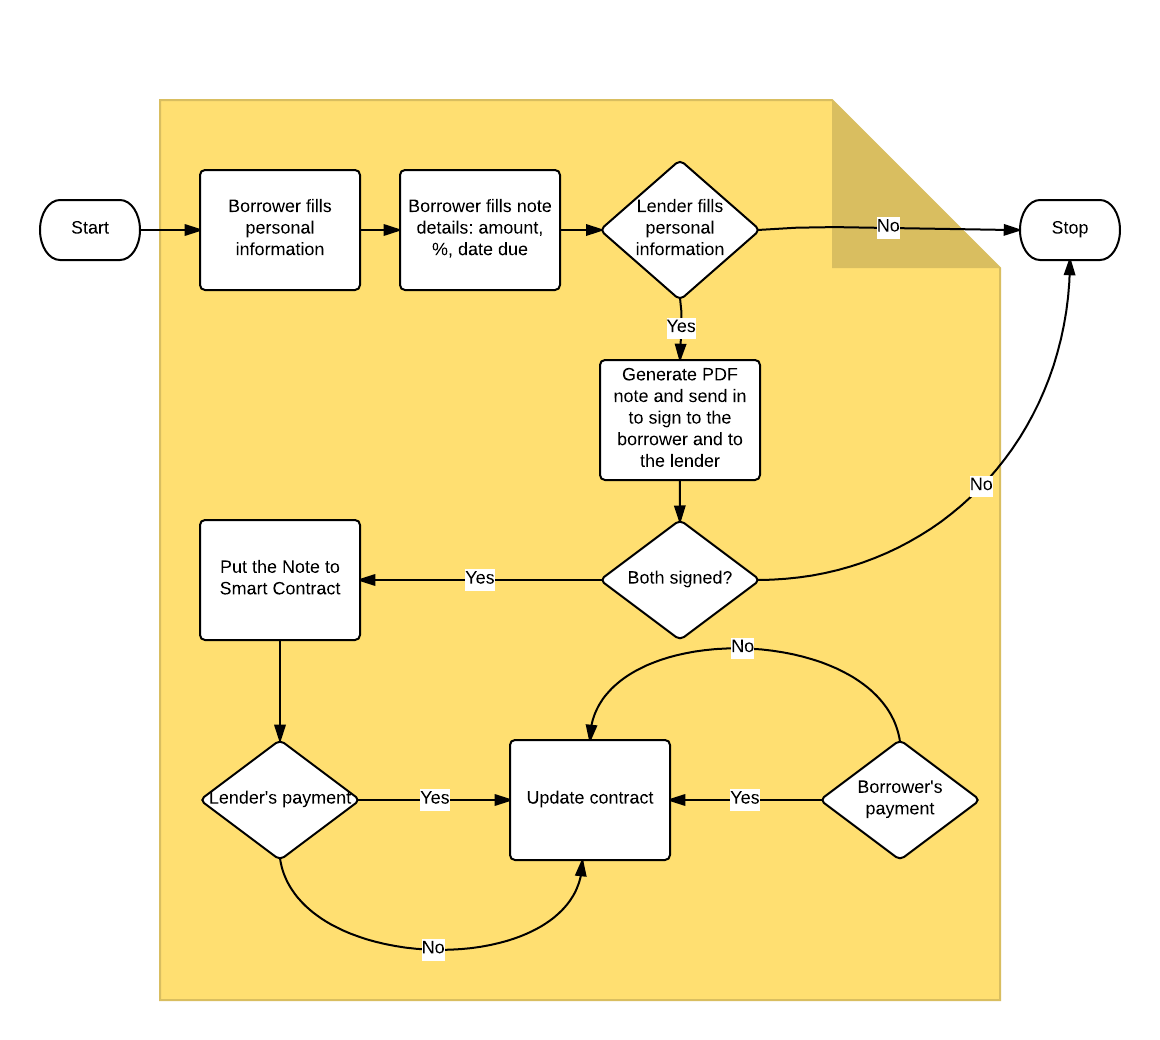 Start
Borrower fills
personal
information
Borrower fills note
details: amount,
%, date due
Lender fills
personal
information
No
Stop
Yes
Generate PDF
note and send in
to sign to the
borrower and to
the lender
No
Put the Note to
Smart Contract
Yes
Both signed?
No
Lender's payment
Yes
Update contract
Yes
Borrower's
payment
No